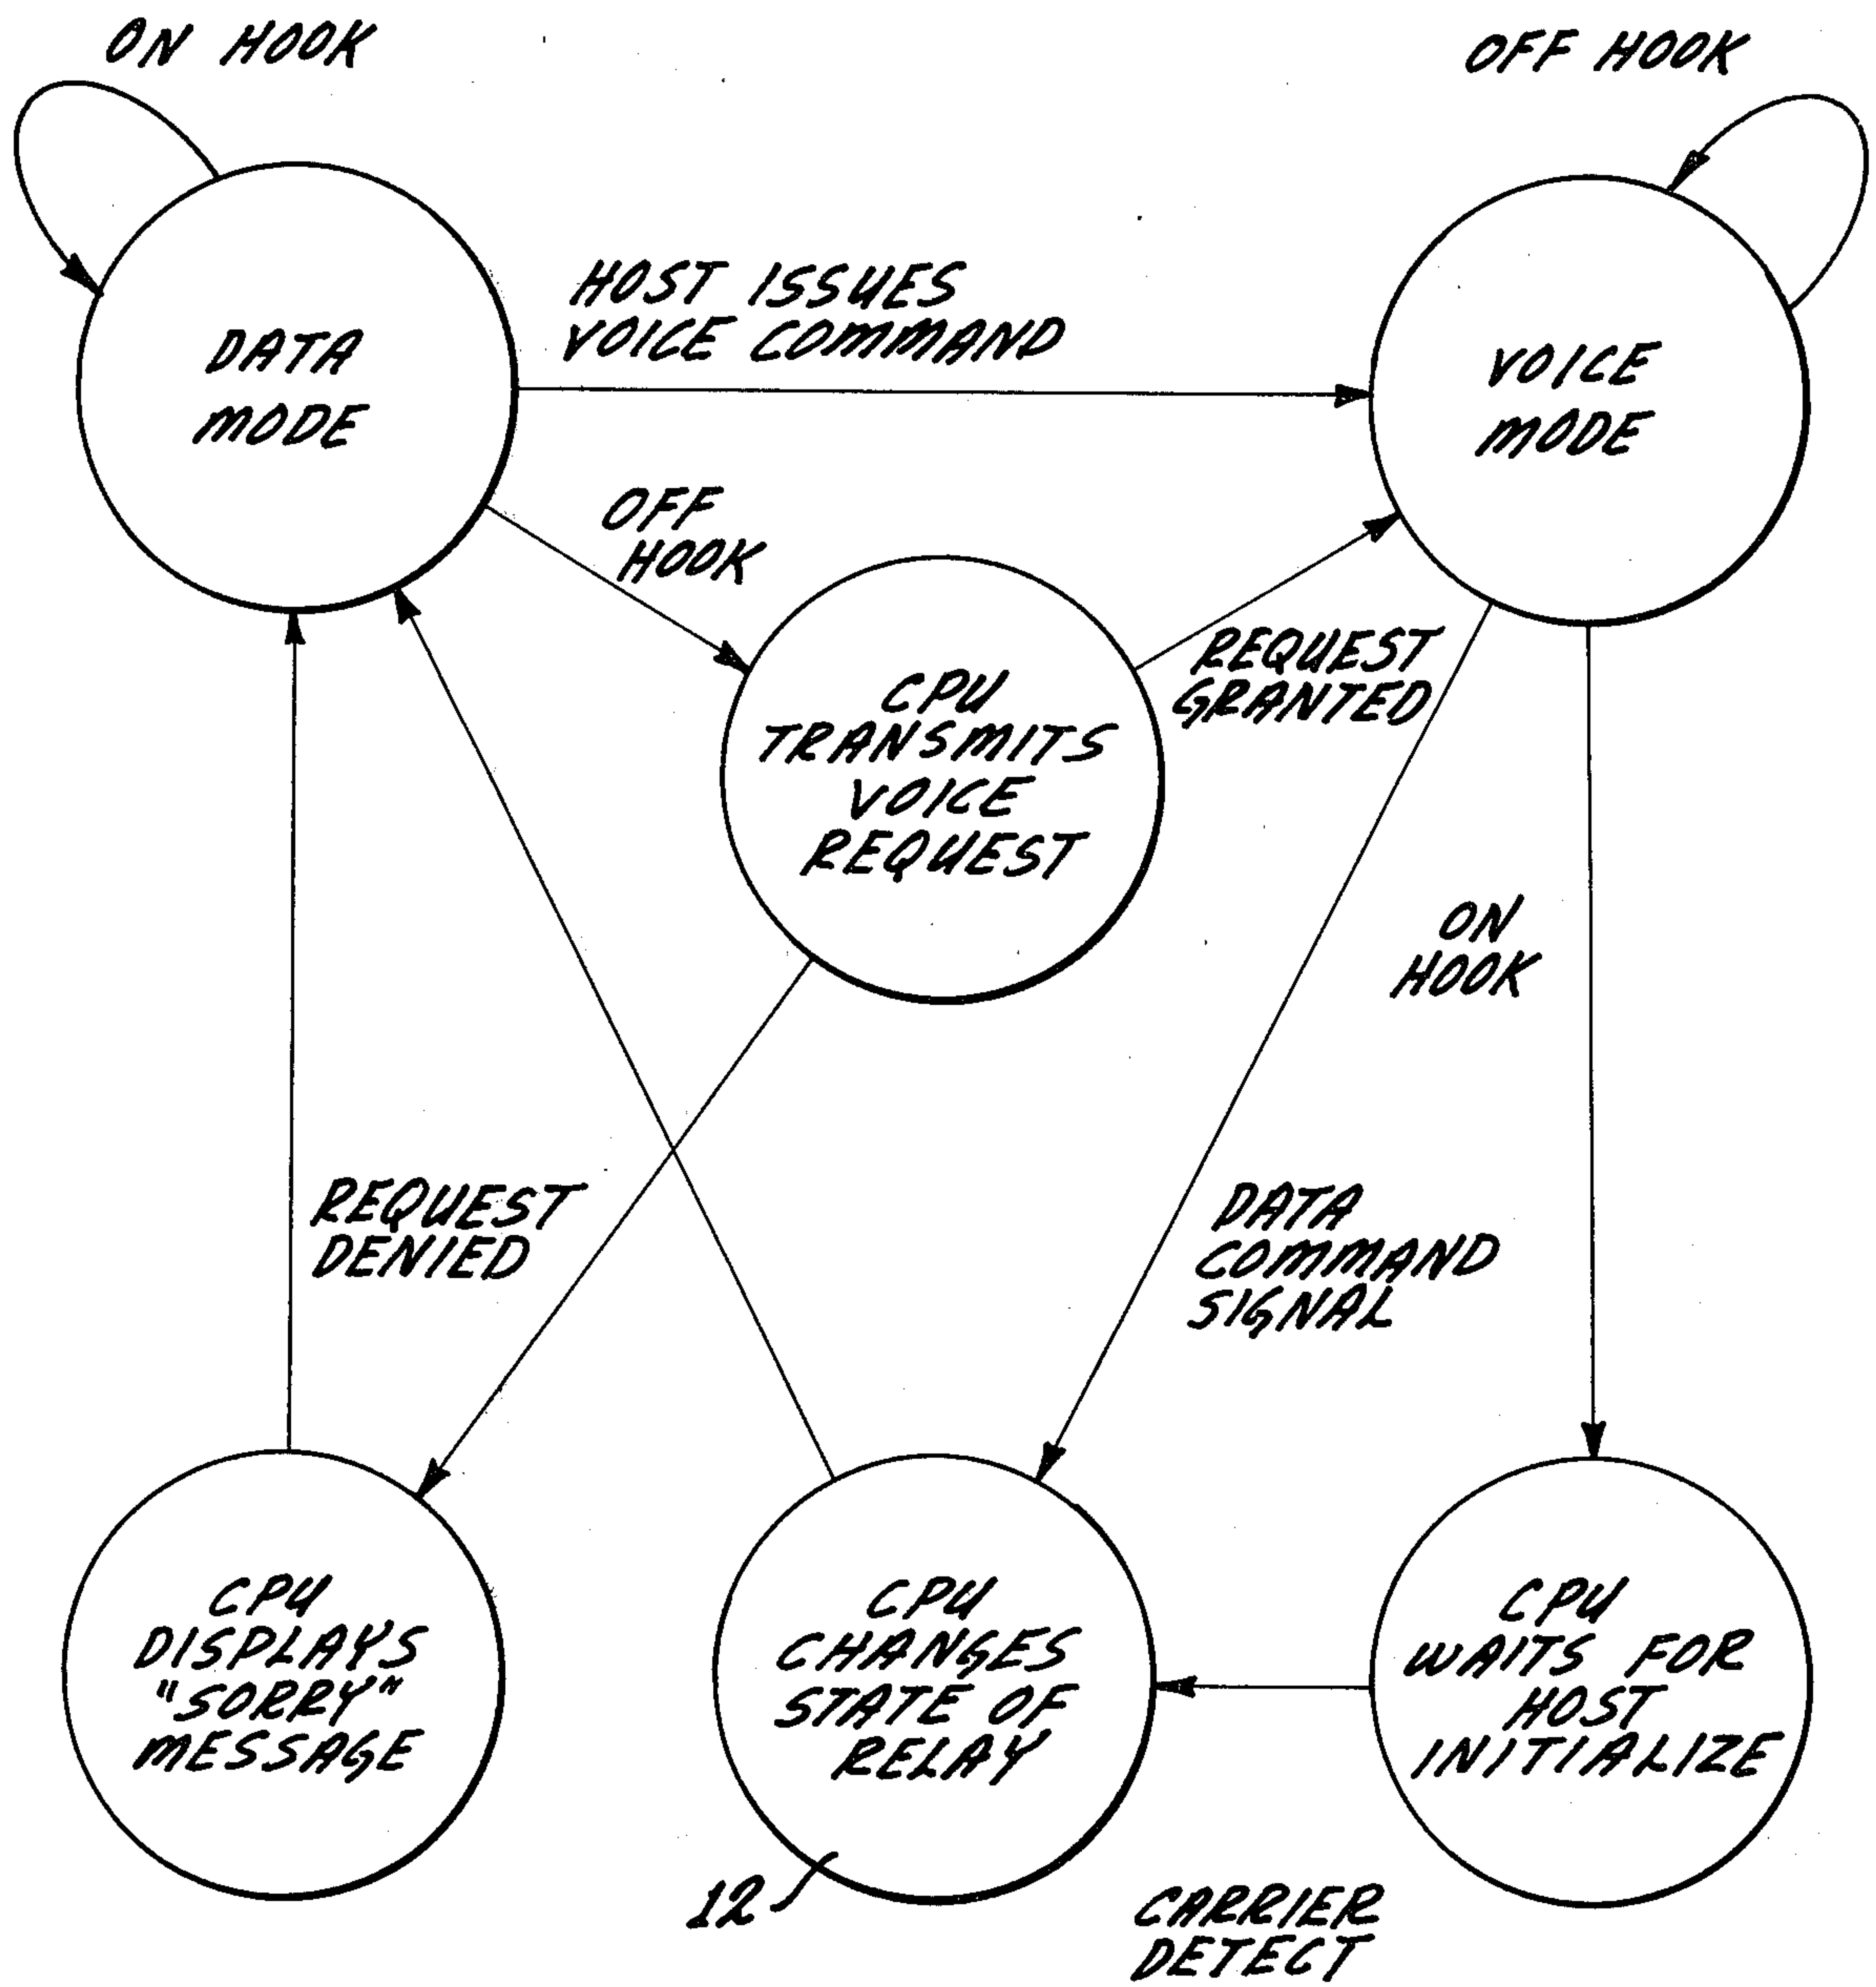 ON HOOK
OFF HOOK
HOST ISSUES
VOICE COMMAND
DATA
MODE
VOICE
MODE
OFF
HOOK
CPU
TRANSMITS
VOICE
REQUEST
REQUEST
GRANTED
ON
HOOK
REQUEST
DENIED
DATA
COMMAND
SIGNAL
CPU
DISPLAYS
"SORRY"
MESSAGE
CPU
CHANGES
STATE OF
RELAY
CPU
WAITS FOR
HOST
INITIALIZE
12
CARRIER
DETECT